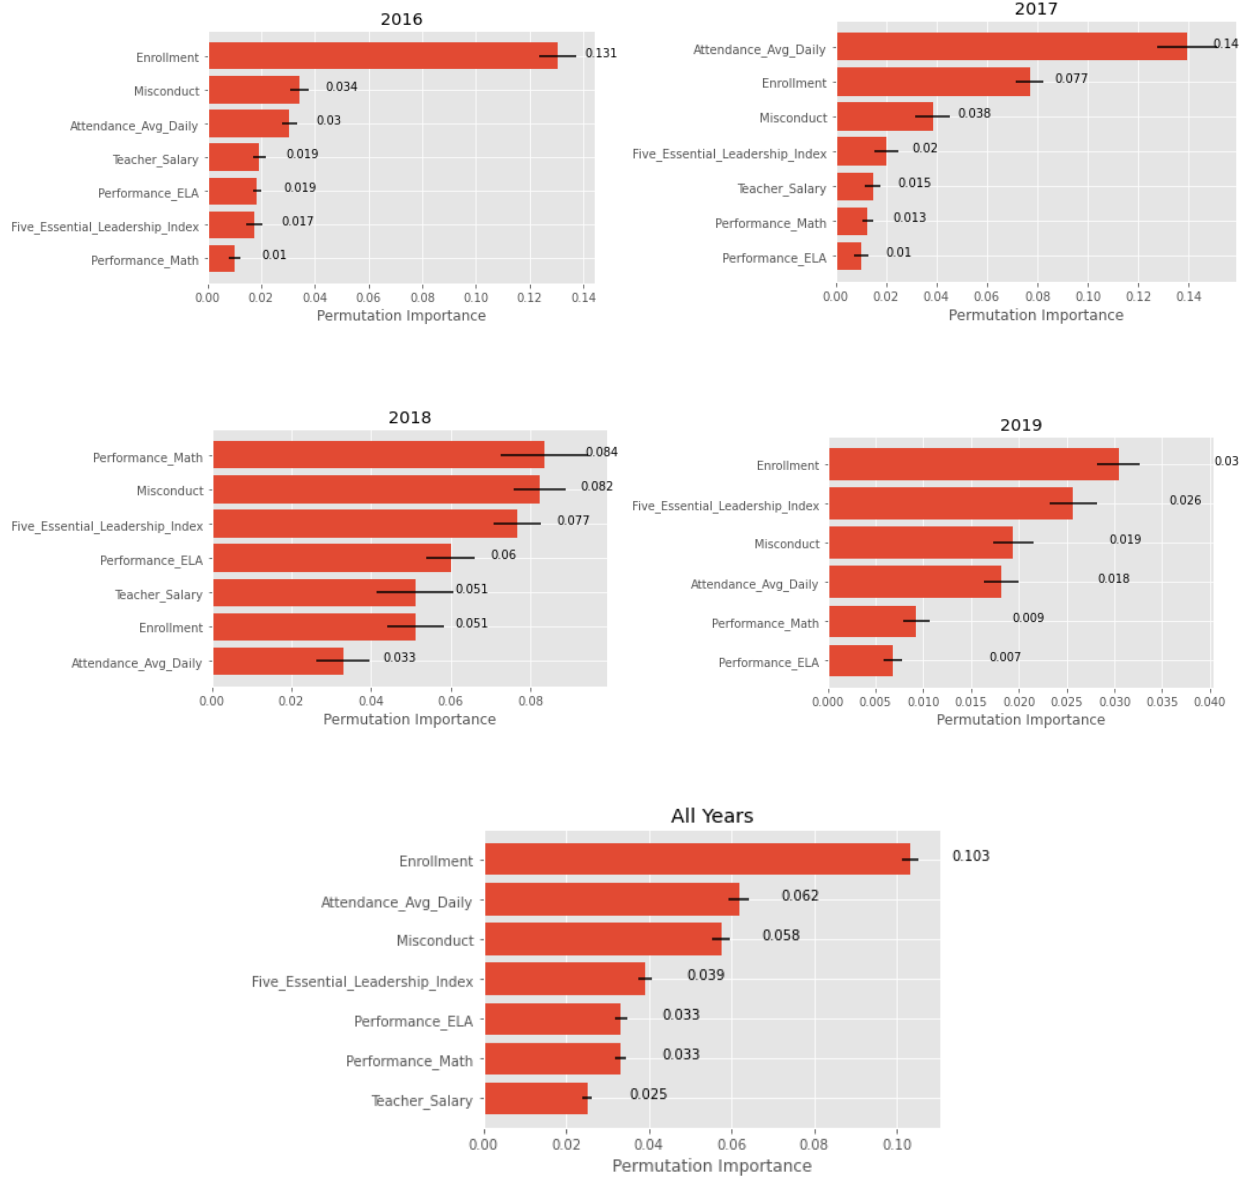 2016
Enrollment 0.131
Misconduct 0.034
Attendance_Avg_Daily 0.03
Teacher_Salary 0.019
Performance_ELA 0.019
Five_Essential_Leadership_Index 0.017
Performance_Math 0.01
0.00 0.02 0.04 0.06 0.08 0.10 0.12 0.14
Permutation Importance
2017
Attendance_Avg_Daily 0.14
Enrollment 0.077
Misconduct 0.038
Five_Essential_Leadership_Index 0.02
Teacher_Salary 0.015
Performance_Math 0.013
Performance_ELA 0.01
0.00 0.02 0.04 0.06 0.08 0.10 0.12 0.14
Permutation Importance
2018
Performance_Math 0.084
Misconduct 0.082
Five_Essential_Leadership_Index 0.077
Performance_ELA 0.06
Teacher_Salary 0.051
Enrollment 0.051
Attendance_Avg_Daily 0.033
0.00 0.02 0.04 0.06 0.08
Permutation Importance
2019
Enrollment 0.03
Five_Essential_Leadership_Index 0.026
Misconduct 0.019
Attendance_Avg_Daily 0.018
Performance_Math 0.009
Performance_ELA 0.007
0.000 0.005 0.010 0.015 0.020 0.025 0.030 0.035 0.040
Permutation Importance
All Years
Enrollment 0.103
Attendance_Avg_Daily 0.062
Misconduct 0.058
Five_Essential_Leadership_Index 0.039
Performance_ELA 0.033
Performance_Math 0.033
Teacher_Salary 0.025
0.00 0.02 0.04 0.06 0.08 0.10
Permutation Importance